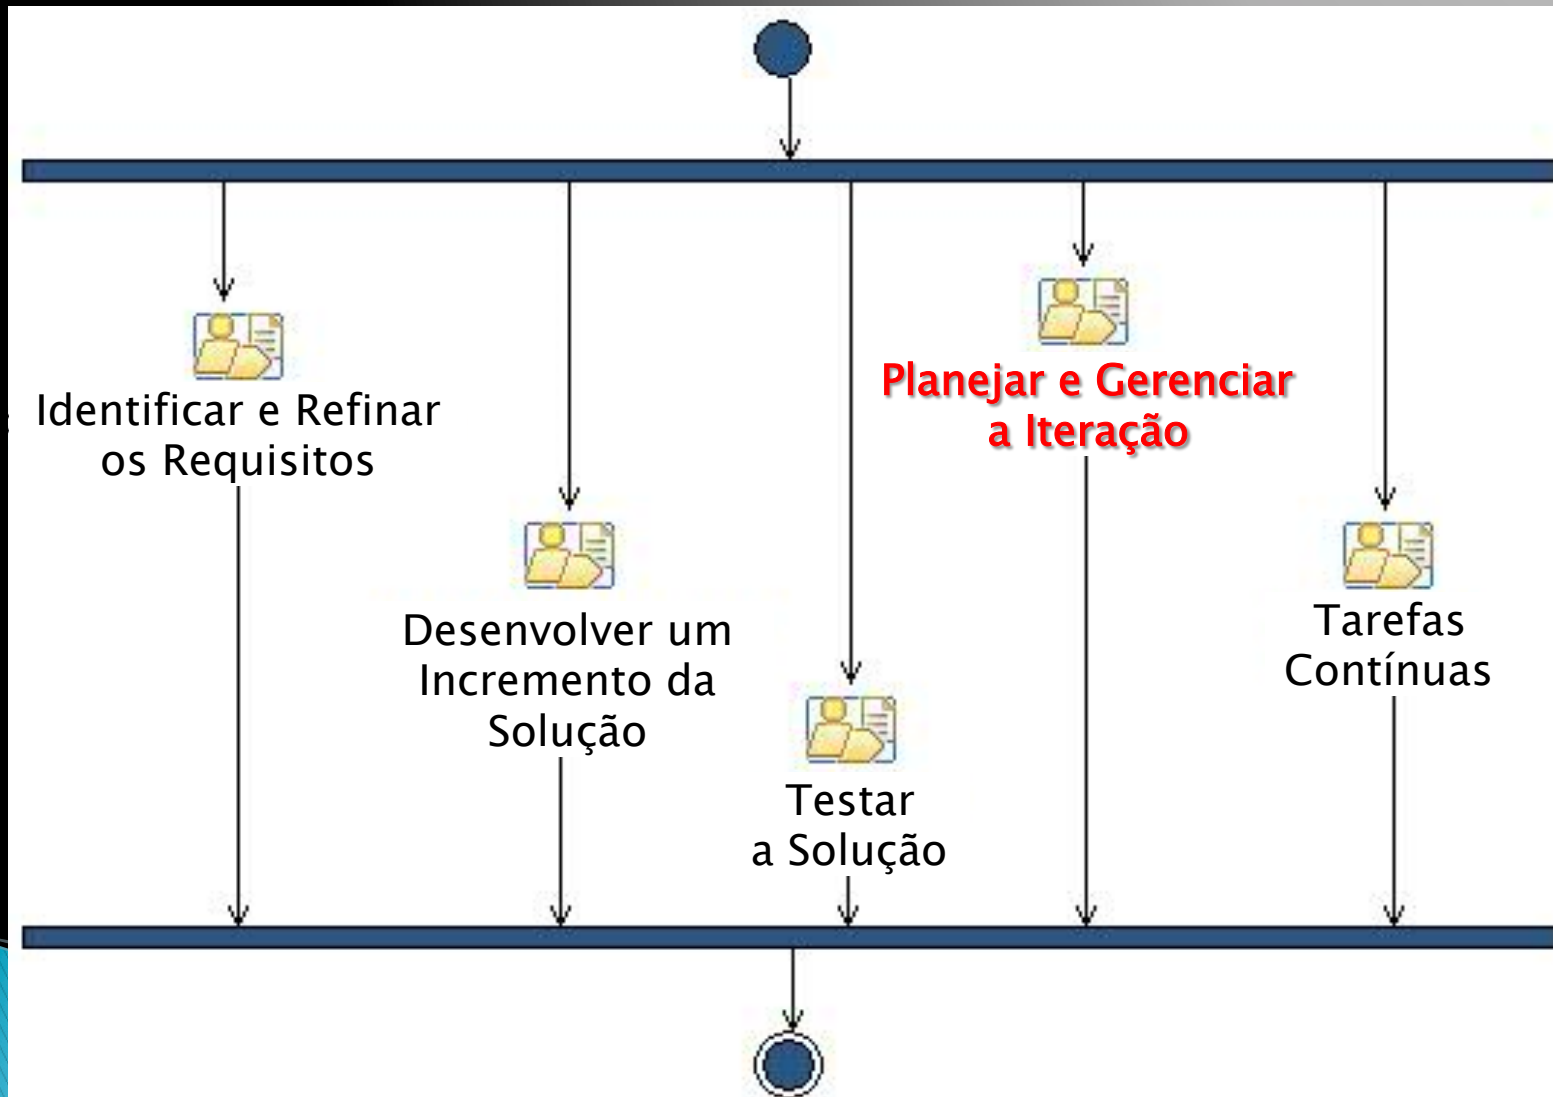 Identificar e Refinar
os Requisitos
Desenvolver um
Incremento da
Solução
Testar
a Solução
Planejar e Gerenciar
a Iteração
Tarefas
Contínuas